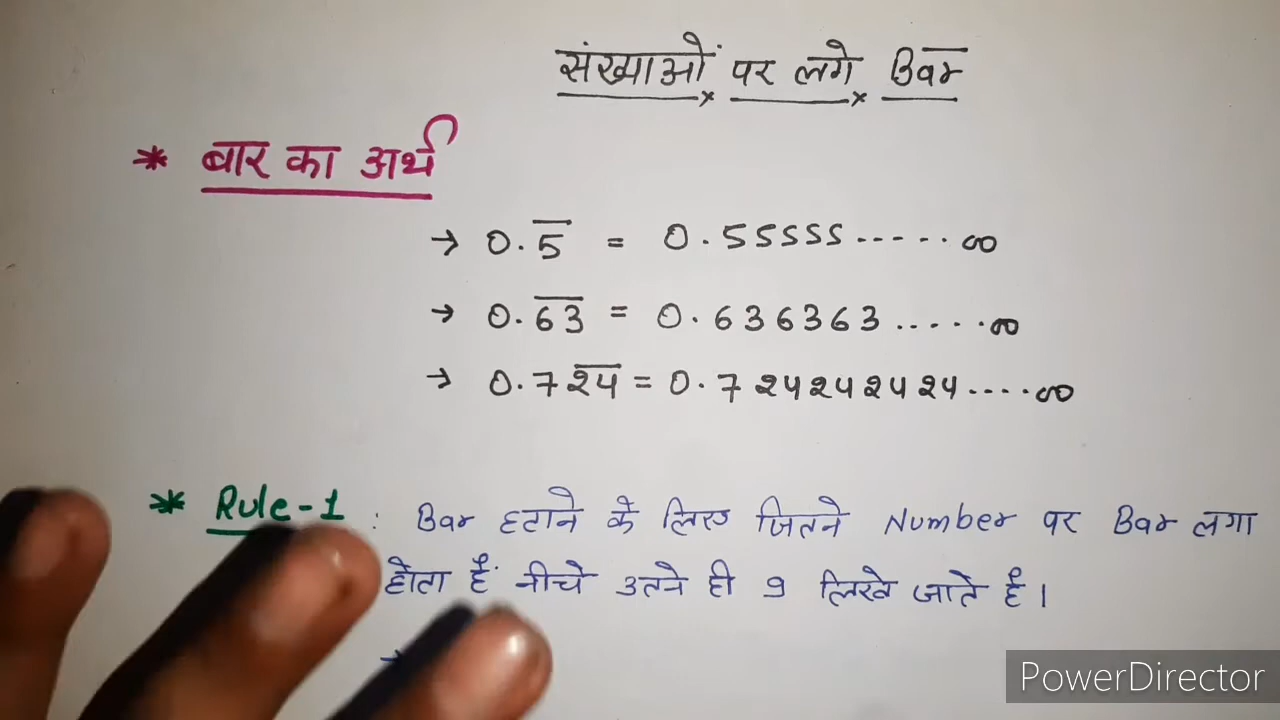 संख्याओं पर लगे Bar
* बार का अर्थ
→ 0.5̅ = 0.55555-----∞
→ 0.6̅3̅ = 0.636363.....∞
→ 0.72̅4̅ = 0.724242424....∞
* Rule-1 : Bar हटाने के लिए जितने Number पर Bar लगा
होता है नीचे उतने ही 9 लिखे जाते है।
→
PowerDirector